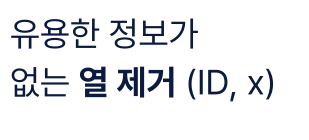 유용한 정보가
없는 열 제거 (ID, x)